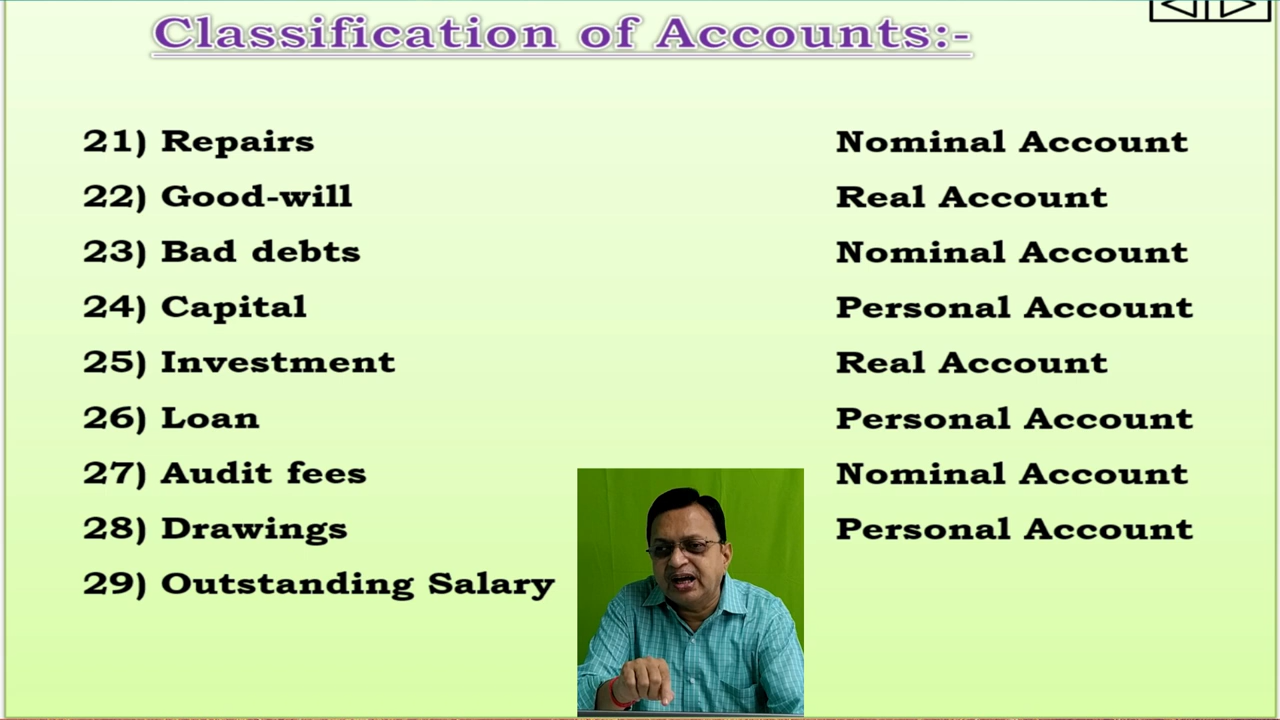 Classification of Accounts:-
21) Repairs Nominal Account
22) Good-will Real Account
23) Bad debts Nominal Account
24) Capital Personal Account
25) Investment Real Account
26) Loan Personal Account
27) Audit fees Nominal Account
28) Drawings Personal Account
29) Outstanding Salary